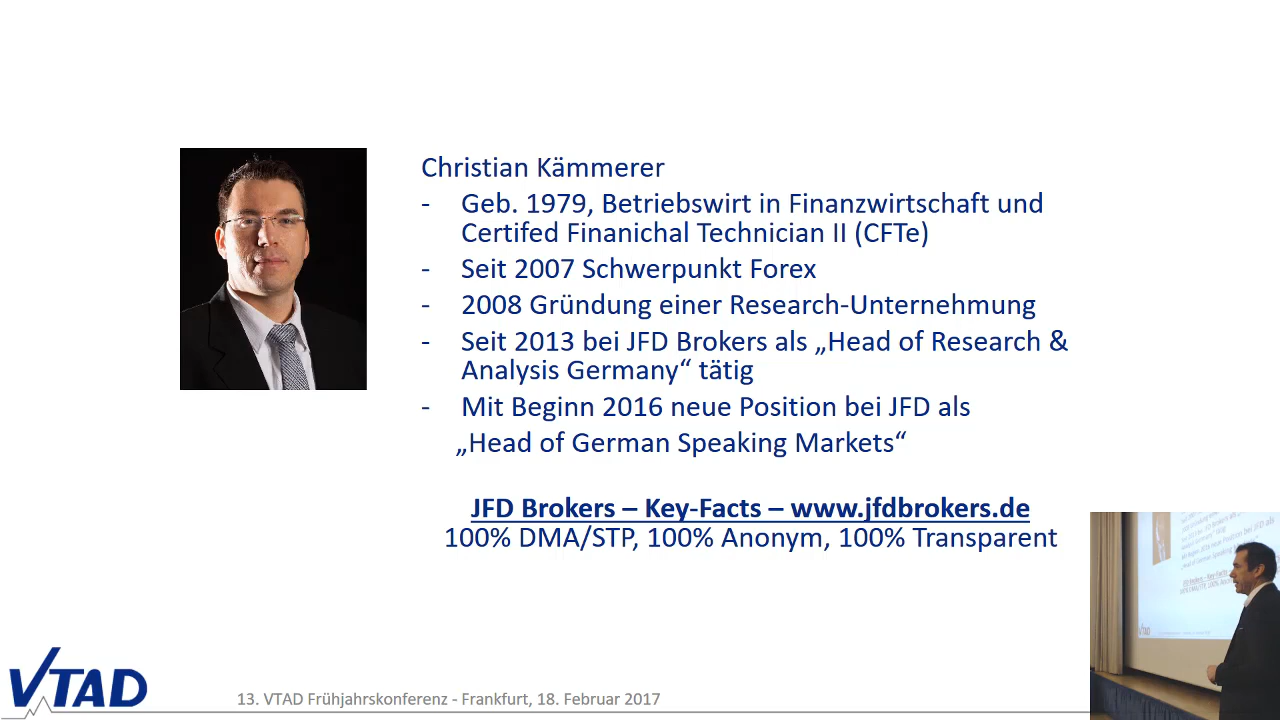 Christian Kämmerer
- Geb. 1979, Betriebswirt in Finanzwirtschaft und
Certifed Finanichal Technician II (CFTe)
- Seit 2007 Schwerpunkt Forex
- 2008 Gründung einer Research-Unternehmung
- Seit 2013 bei JFD Brokers als „Head of Research &
Analysis Germany“ tätig
- Mit Beginn 2016 neue Position bei JFD als
„Head of German Speaking Markets“
JFD Brokers – Key-Facts – www.jfdbrokers.de
100% DMA/STP, 100% Anonym, 100% Transparent
VTAD
13. VTAD Frühjahrskonferenz - Frankfurt, 18. Februar 2017